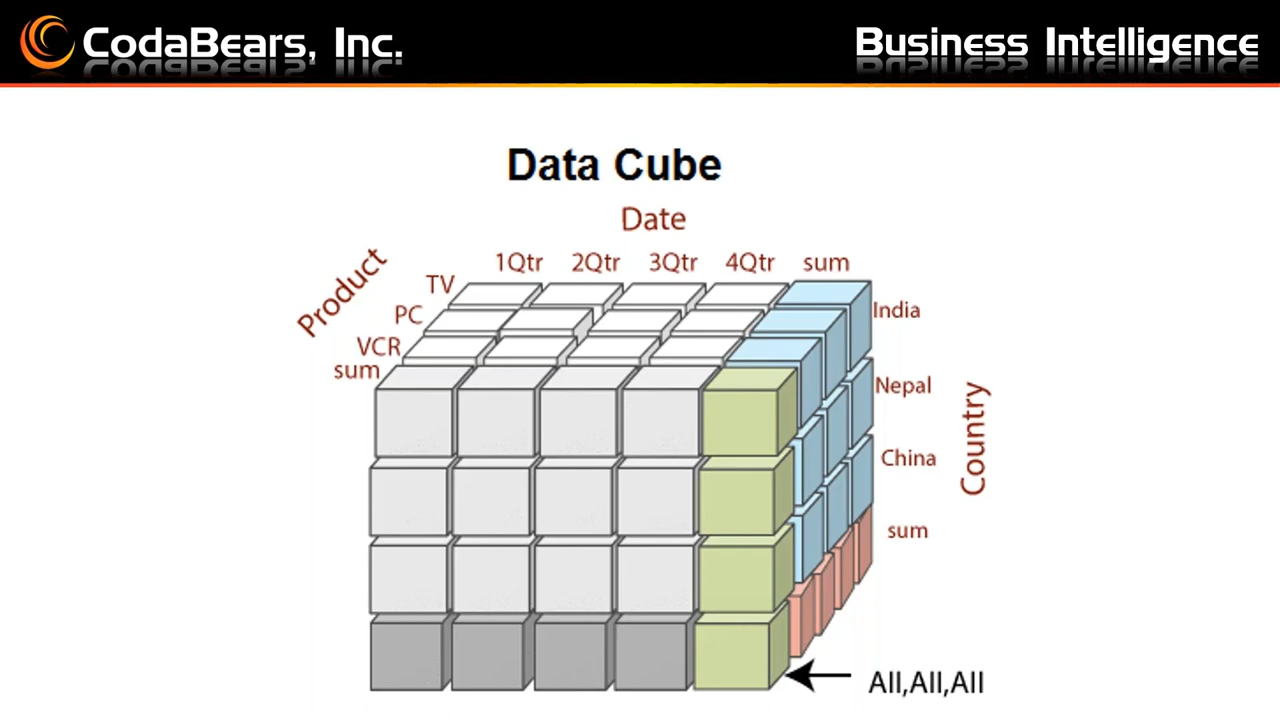 CodaBears, Inc.
Business Intelligence
Data Cube
Date
Product
1Qtr 2Qtr 3Qtr 4Qtr sum
TV
PC
VCR
sum
India
Nepal
China
sum
Country
All,All,All